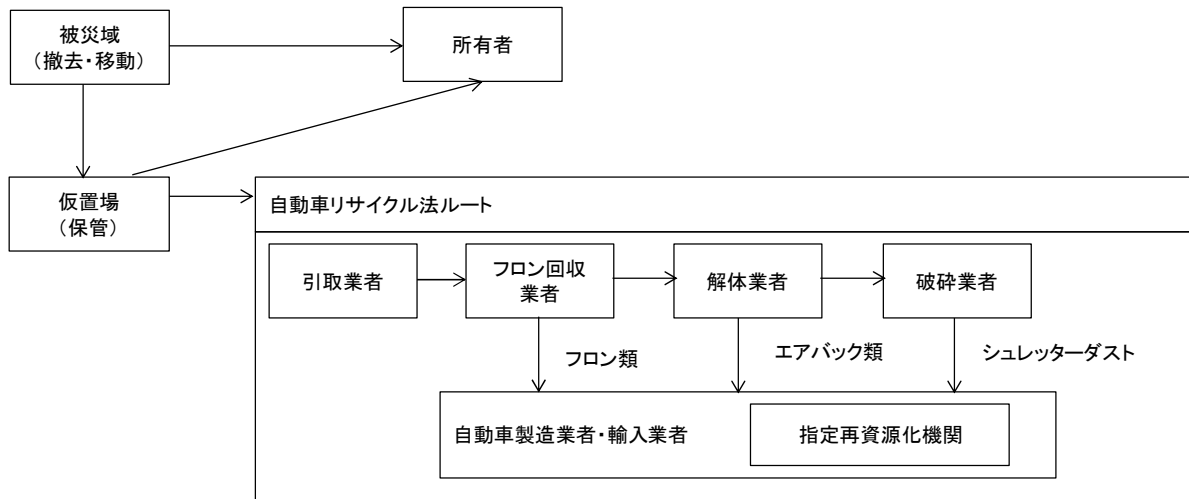 被災域
(撤去・移動)
所有者
仮置場
(保管)
自動車リサイクル法ルート
引取業者
フロン回収
業者
解体業者
破砕業者
フロン類
エアバック類
シュレッターダスト
自動車製造業者・輸入業者
指定再資源化機関